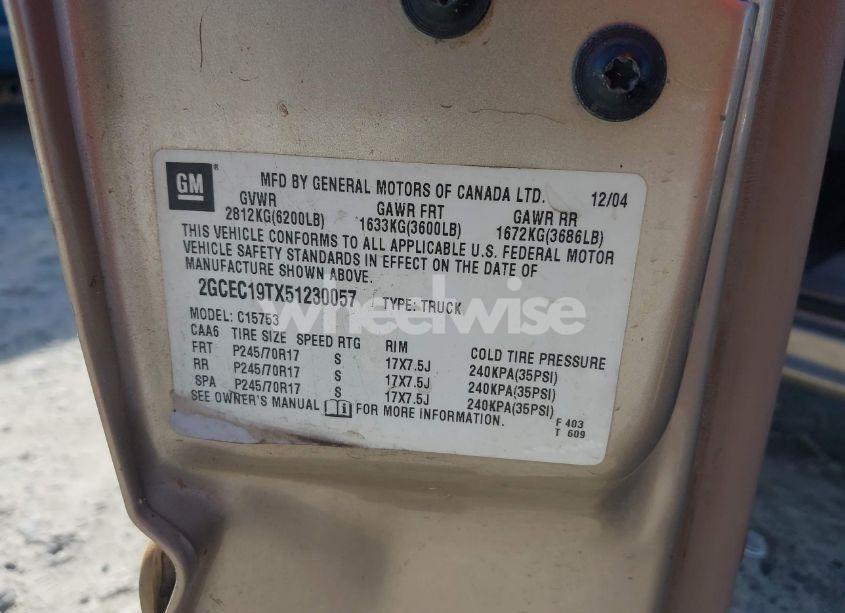 GM ®
MFD BY GENERAL MOTORS OF CANADA LTD. 12/04
GVWR GAWR FRT GAWR RR
2812KG(6200LB) 1633KG(3600LB) 1672KG(3686LB)
THIS VEHICLE CONFORMS TO ALL APPLICABLE U.S. FEDERAL MOTOR
VEHICLE SAFETY STANDARDS IN EFFECT ON THE DATE OF
MANUFACTURE SHOWN ABOVE.
2GCEC19TX51230057 TYPE: TRUCK
wheelwise
MODEL: C15753
CAA6 TIRE SIZE SPEED RTG RIM COLD TIRE PRESSURE
FRT P245/70R17 S 17X7.5J 240KPA(35PSI)
RR P245/70R17 S 17X7.5J 240KPA(35PSI)
SPA P245/70R17 S 17X7.5J 240KPA(35PSI)
SEE OWNER'S MANUAL FOR MORE INFORMATION.
F 403
T 609